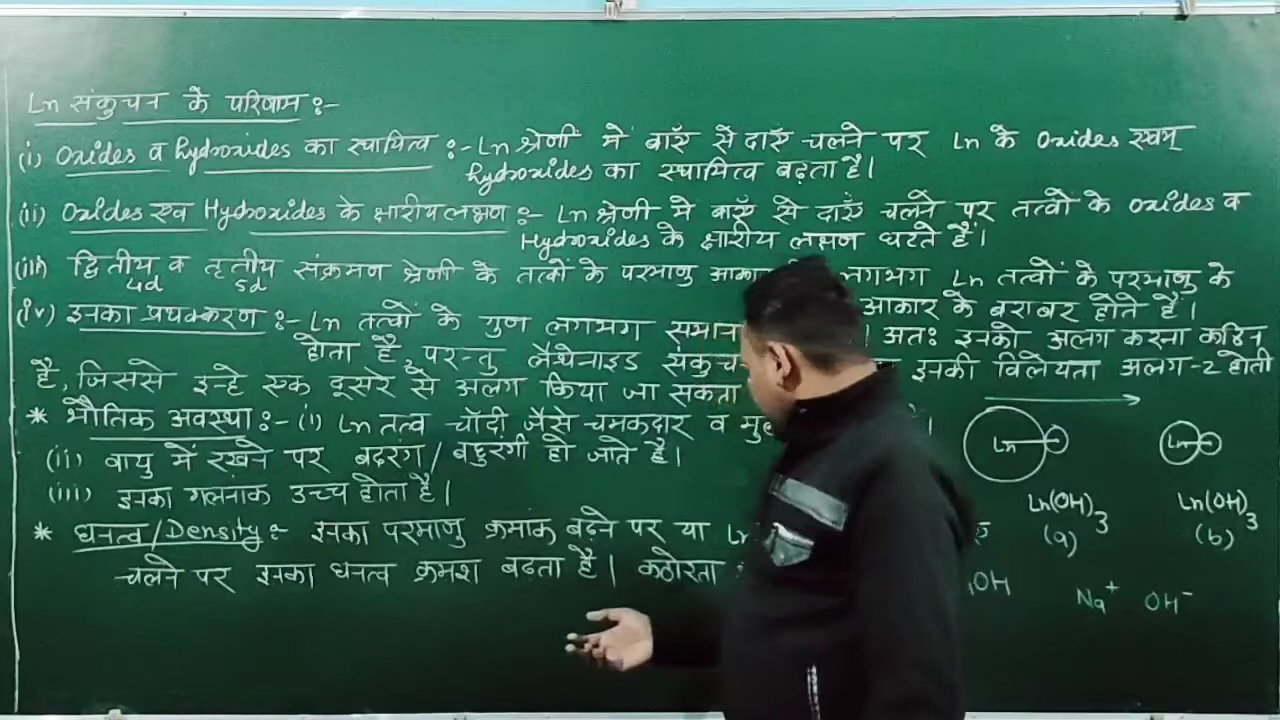 Ln संकुचन के परिणाम :-
(i) Oxides व hydroxides का स्थायित्व :- Ln श्रेणी मे बाएँ से दाएँ चलने पर Ln के Oxides एवम्
hydroxides का स्थायित्व बढ़ता है।
(ii) Oxides एव Hydroxides के क्षारीय लक्षण :- Ln श्रेणी मे बाएँ से दाएँ चलने पर तत्वो के Oxides व
Hydroxides के क्षारीय लक्षण घटते हैं।
(iii) द्वितीय व तृतीय संक्रमण श्रेणी के तत्वों के परमाणु आकार लगभग Ln तत्वों के परमाणु के
4d 5d
आकार के बराबर होते हैं।
(iv) इनका प्रथक्करण :- Ln तत्वों के गुण लगभग समान । अतः इनको अलग करना कठिन
होता है, परन्तु लैथेनाइड संकुच इनकी विलेयता अलग-2 होती
है, जिससे इन्हे एक दूसरे से अलग किया जा सकता
* भौतिक अवस्था :- (i) Ln तत्व चॉदी जैसे चमकदार व मु ।
(ii) वायु में रखने पर बदरंग / बहुरंगी हो जाते है।
(iii) इनका गलनाक उच्च होता है।
* घनत्व/Density :- इनका परमाणु क्रमाक बढ़ने पर या Ln
चलने पर इनका घनत्व क्रमश बढता है। कठोरता
Ln Ln
Ln(OH)3 Ln(OH)3
(a) (b)
OH Na+ OH-